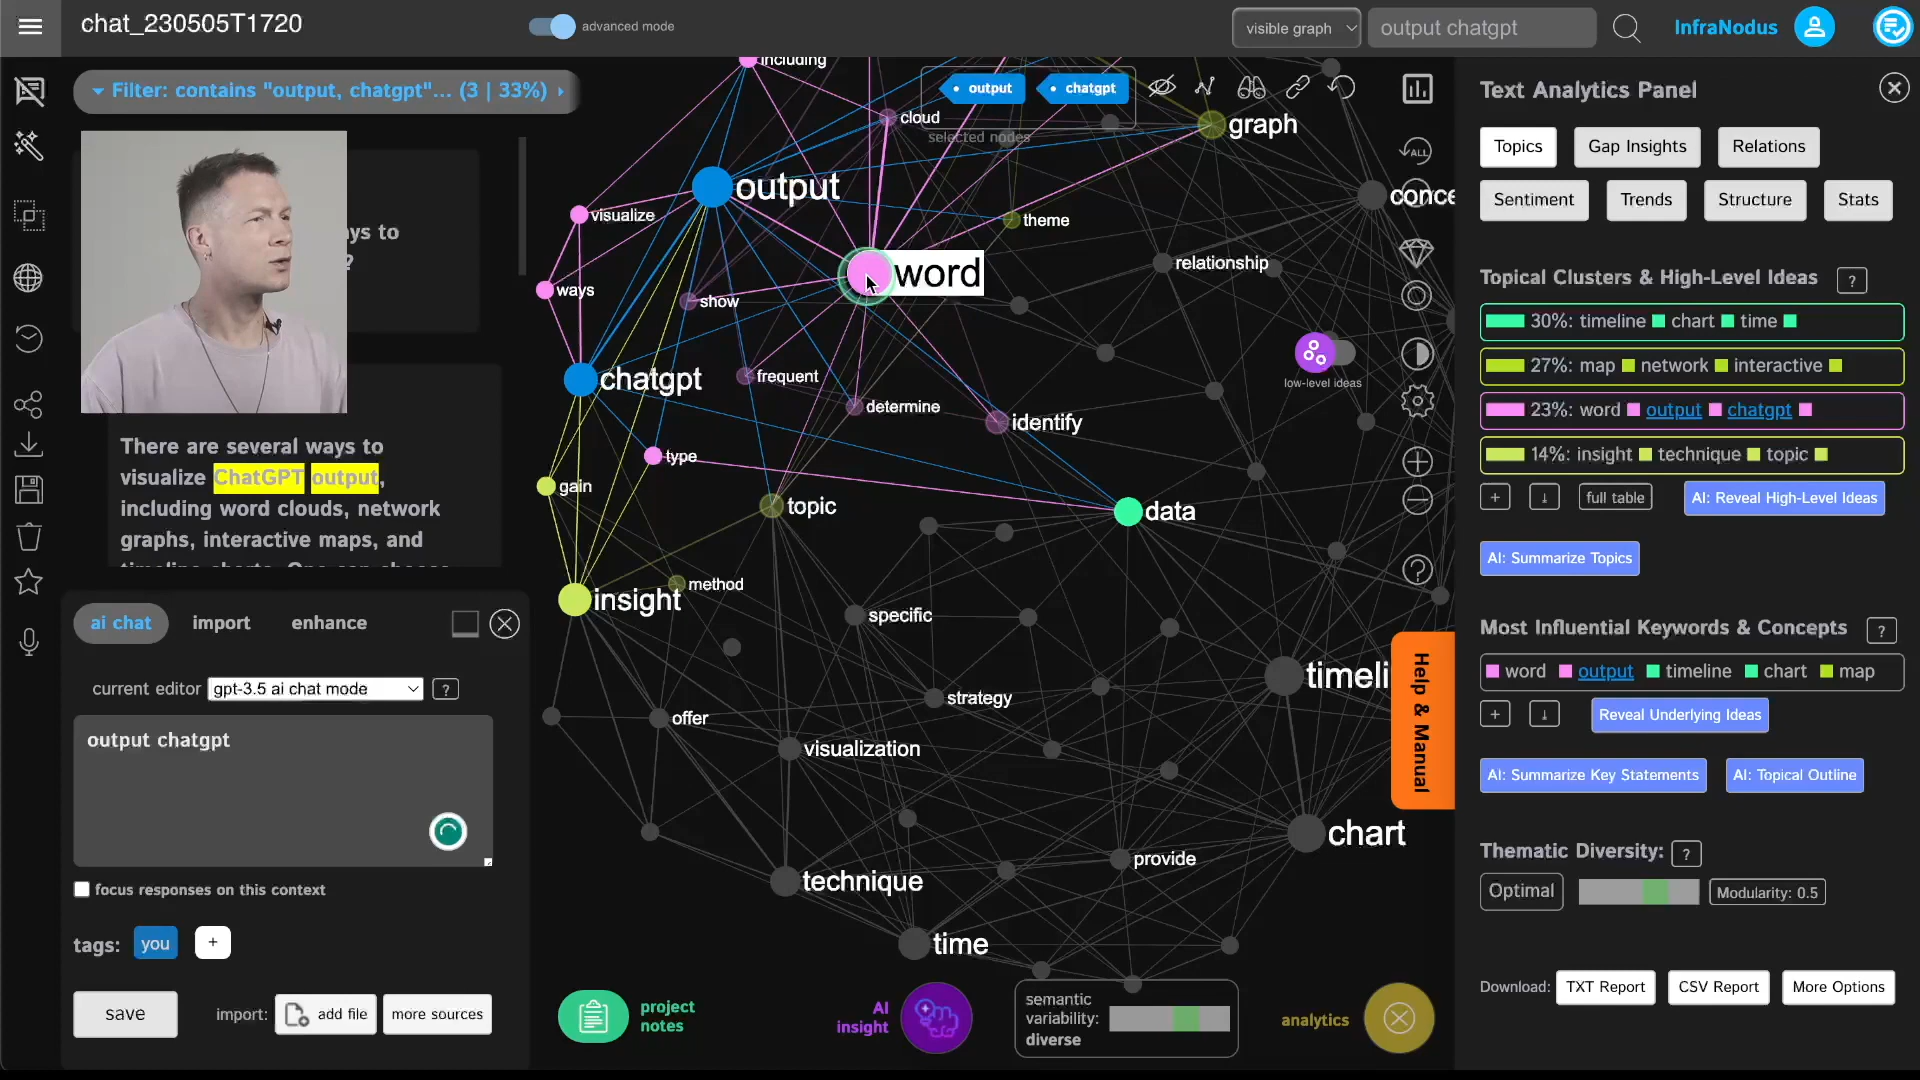 chat_230505T1720
advanced mode
visible graph
output chatgpt
InfraNodus
Filter: contains "output, chatgpt"... (3 | 33%)
ys to
?
There are several ways to
visualize ChatGPT output,
including word clouds, network
graphs, interactive maps, and
ai chat
import
enhance
current editor
gpt-3.5 ai chat mode
?
output chatgpt
focus responses on this context
tags:
you
+
save
import:
add file
more sources
including
• output
• chatgpt
selected nodes
cloud
graph
output
visualize
theme
conce
word
relationship
ways
show
low-level ideas
chatgpt
frequent
determine
identify
type
gain
topic
data
method
insight
specific
timeli
strategy
offer
visualization
chart
provide
technique
time
ALL
?
Help & Manual
project
notes
AI
insight
semantic
variability:
diverse
analytics
Text Analytics Panel
Topics
Gap Insights
Relations
Sentiment
Trends
Structure
Stats
Topical Clusters & High-Level Ideas
?
30%: timeline chart time
27%: map network interactive
23%: word output chatgpt
14%: insight technique topic
+
↓
full table
AI: Reveal High-Level Ideas
AI: Summarize Topics
Most Influential Keywords & Concepts
?
word output timeline chart map
+
↓
Reveal Underlying Ideas
AI: Summarize Key Statements
AI: Topical Outline
Thematic Diversity:
?
Optimal
Modularity: 0.5
Download:
TXT Report
CSV Report
More Options